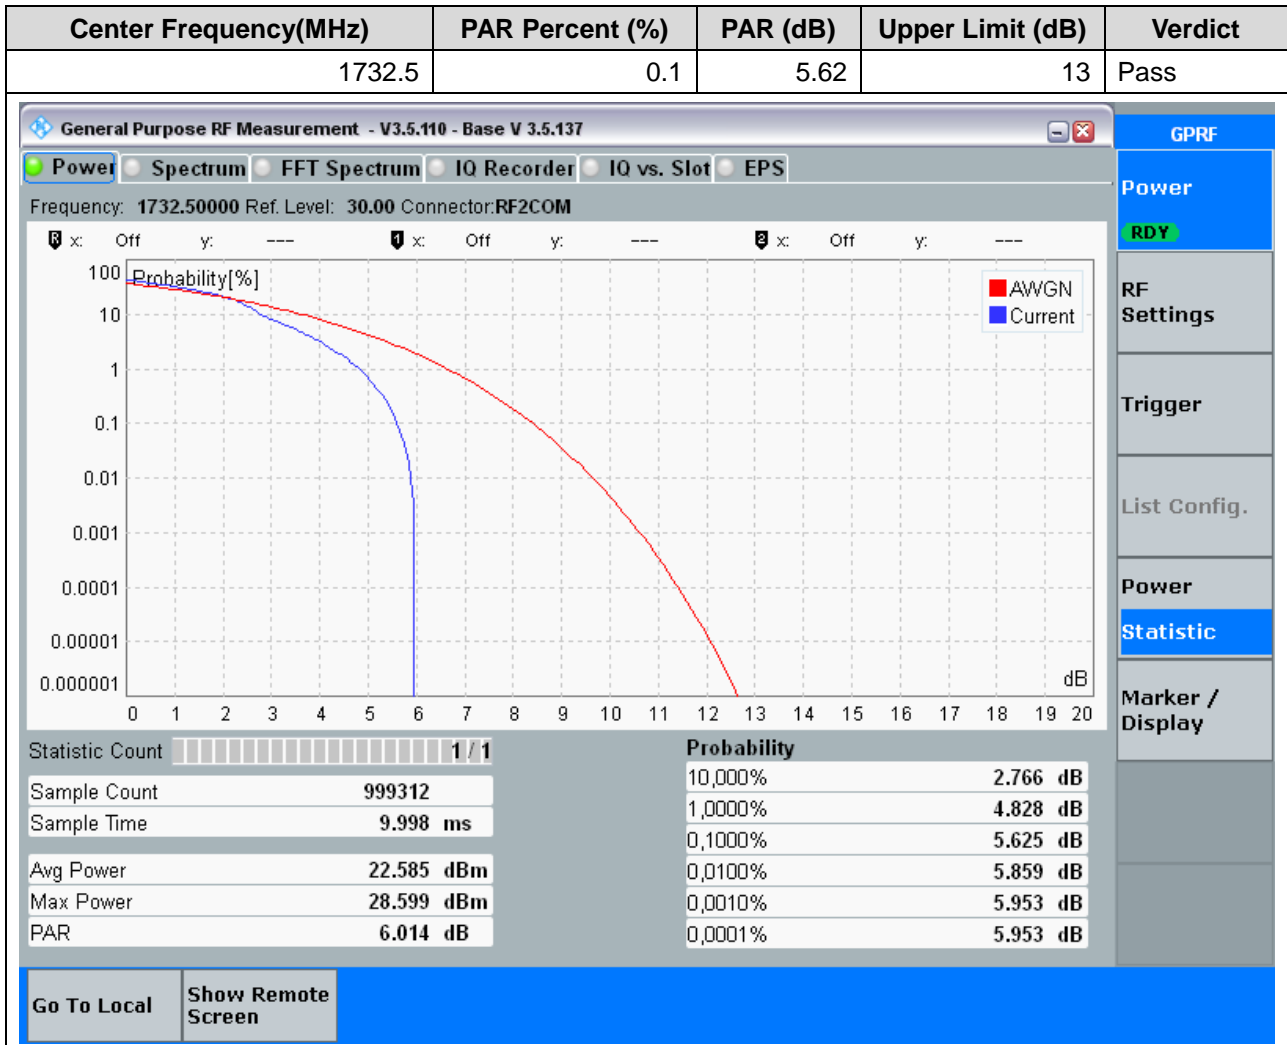 Center Frequency(MHz) PAR Percent (%) PAR (dB) Upper Limit (dB) Verdict
1732.5 0.1 5.62 13 Pass
General Purpose RF Measurement - V3.5.110 - Base V 3.5.137
GPRF
Power Spectrum FFT Spectrum IQ Recorder IQ vs. Slot EPS
Power
RDY
Frequency: 1732.50000 Ref. Level: 30.00 Connector:RF2COM
R x: Off y: --- 1 x: Off y: --- 2 x: Off y: ---
Probability[%]
AWGN
Current
100
10
1
0.1
0.01
0.001
0.0001
0.00001
0.000001
dB
0 1 2 3 4 5 6 7 8 9 10 11 12 13 14 15 16 17 18 19 20
RF
Settings
Trigger
List Config.
Power
Statistic
Marker /
Display
Statistic Count 1 / 1
Sample Count 999312
Sample Time 9.998 ms
Avg Power 22.585 dBm
Max Power 28.599 dBm
PAR 6.014 dB
Probability
10,000% 2.766 dB
1,0000% 4.828 dB
0,1000% 5.625 dB
0,0100% 5.859 dB
0,0010% 5.953 dB
0,0001% 5.953 dB
Go To Local
Show Remote
Screen